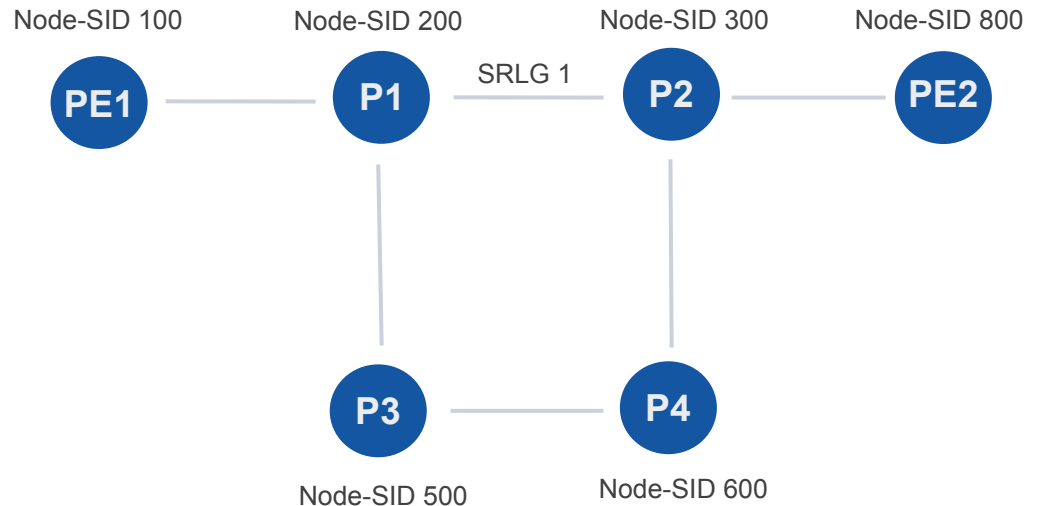 Node-SID 100
Node-SID 200
Node-SID 300
Node-SID 800
SRLG 1
PE1
P1
P2
PE2
P3
P4
Node-SID 500
Node-SID 600